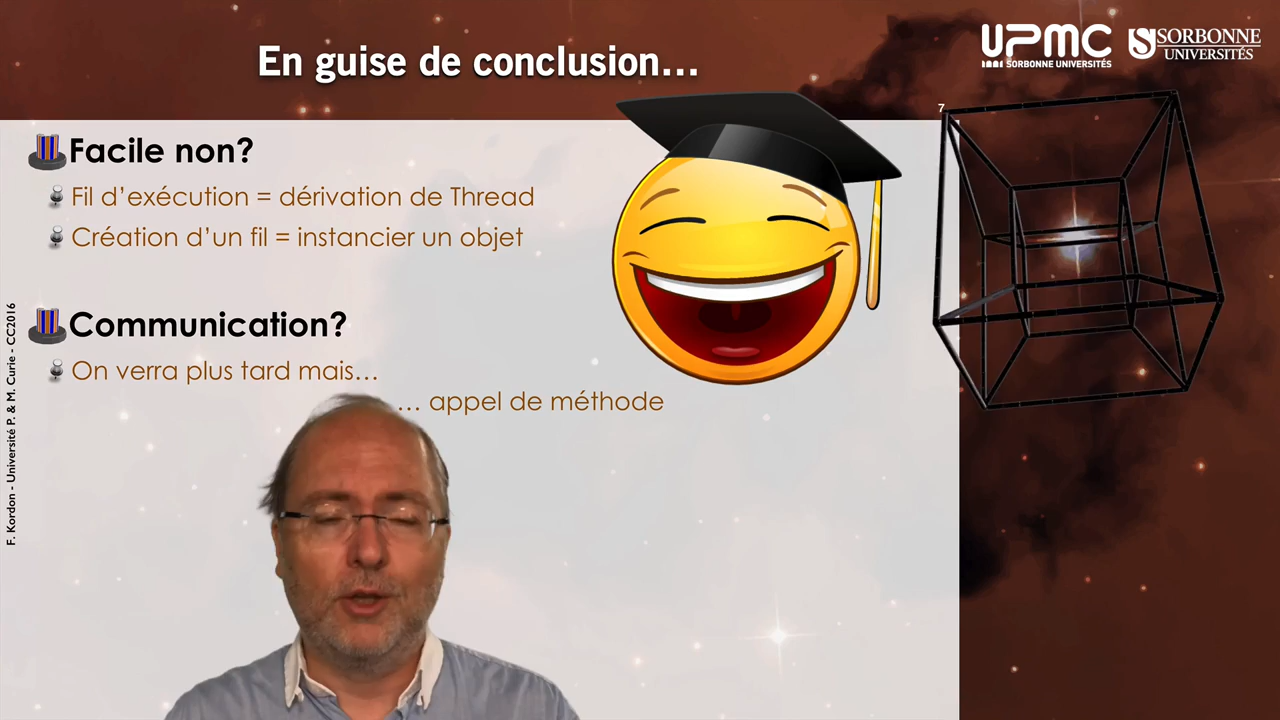 En guise de conclusion...
UPMC
SORBONNE UNIVERSITÉS
SORBONNE
UNIVERSITÉS
7
Facile non?
Fil d’exécution = dérivation de Thread
Création d’un fil = instancier un objet
Communication?
On verra plus tard mais...
... appel de méthode
F. Kordon - Université P. & M. Curie - CC2016